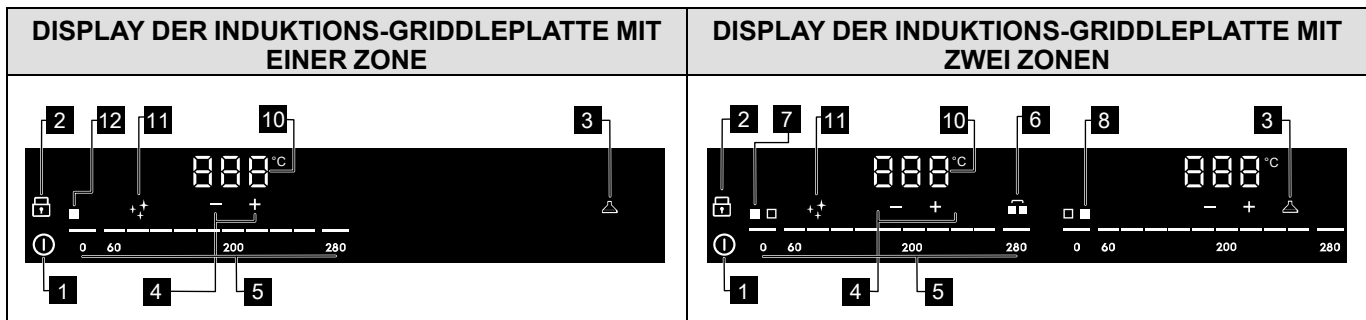 DISPLAY DER INDUKTIONS-GRIDDLEPLATTE MIT
EINER ZONE
DISPLAY DER INDUKTIONS-GRIDDLEPLATTE MIT
ZWEI ZONEN
2 12 11 10 3
888 °C
− +
0 60 200 280
1 4 5
2 7 11 10 6 8 3
888 °C 888 °C
− + − +
0 60 200 280 0 60 200 280
1 4 5